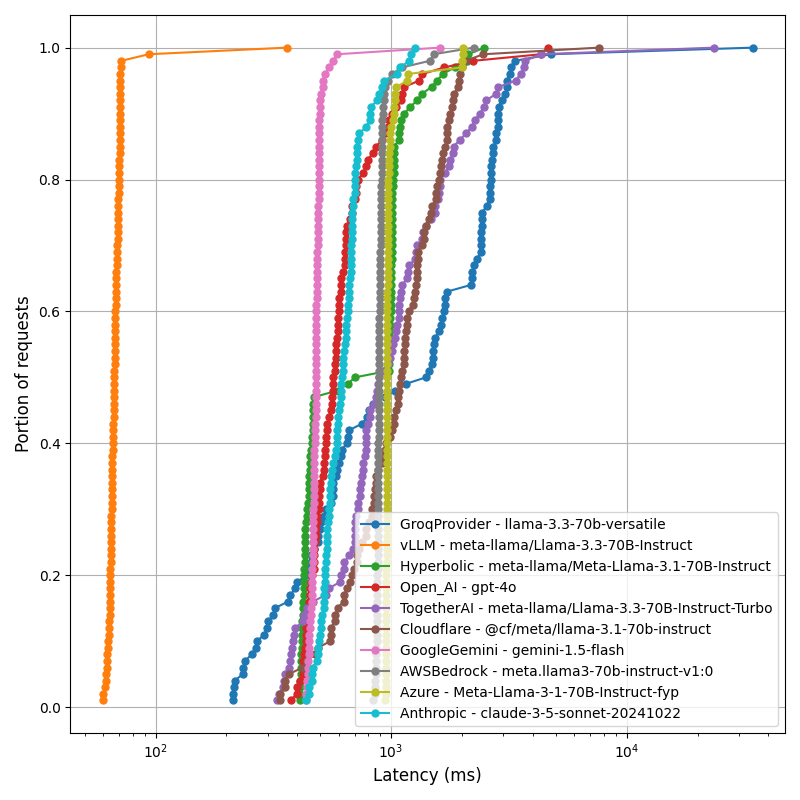 1.0
0.8
0.6
0.4
0.2
0.0
Portion of requests
GroqProvider - llama-3.3-70b-versatile
vLLM - meta-llama/Llama-3.3-70B-Instruct
Hyperbolic - meta-llama/Meta-Llama-3.1-70B-Instruct
Open_AI - gpt-4o
TogetherAI - meta-llama/Llama-3.3-70B-Instruct-Turbo
Cloudflare - @cf/meta/llama-3.1-70b-instruct
GoogleGemini - gemini-1.5-flash
AWSBedrock - meta.llama3-70b-instruct-v1:0
Azure - Meta-Llama-3-1-70B-Instruct-fyp
Anthropic - claude-3-5-sonnet-20241022
10² 10³ 10⁴
Latency (ms)